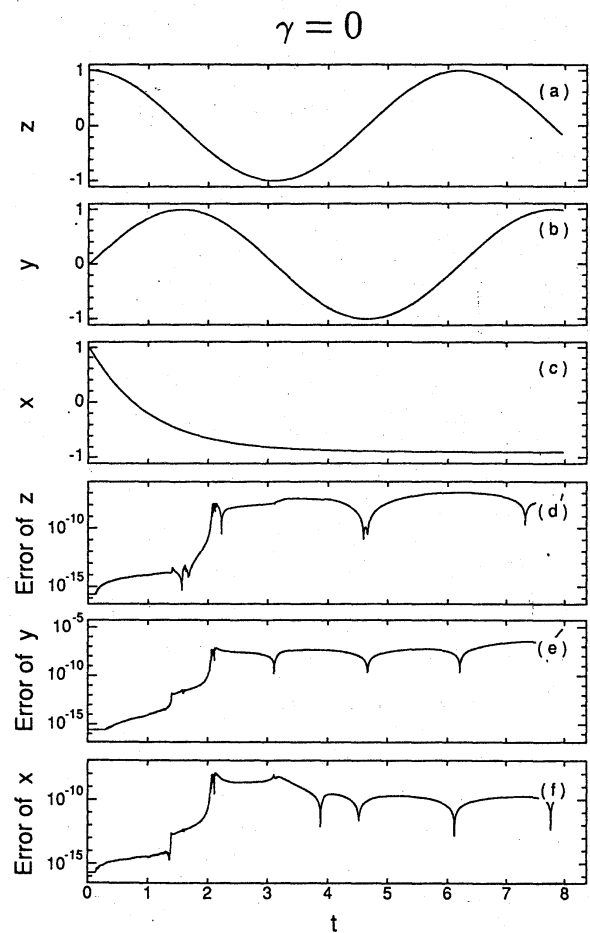 γ = 0
1
0
-1
z
(a)
1
0
-1
y
(b)
1
0
-1
x
(c)
10⁻¹⁰
10⁻¹⁵
Error of z
(d′)
10⁻⁵
10⁻¹⁰
10⁻¹⁵
Error of y
(e′)
10⁻¹⁰
10⁻¹⁵
Error of x
(f)
0 1 2 3 4 5 6 7 8
t